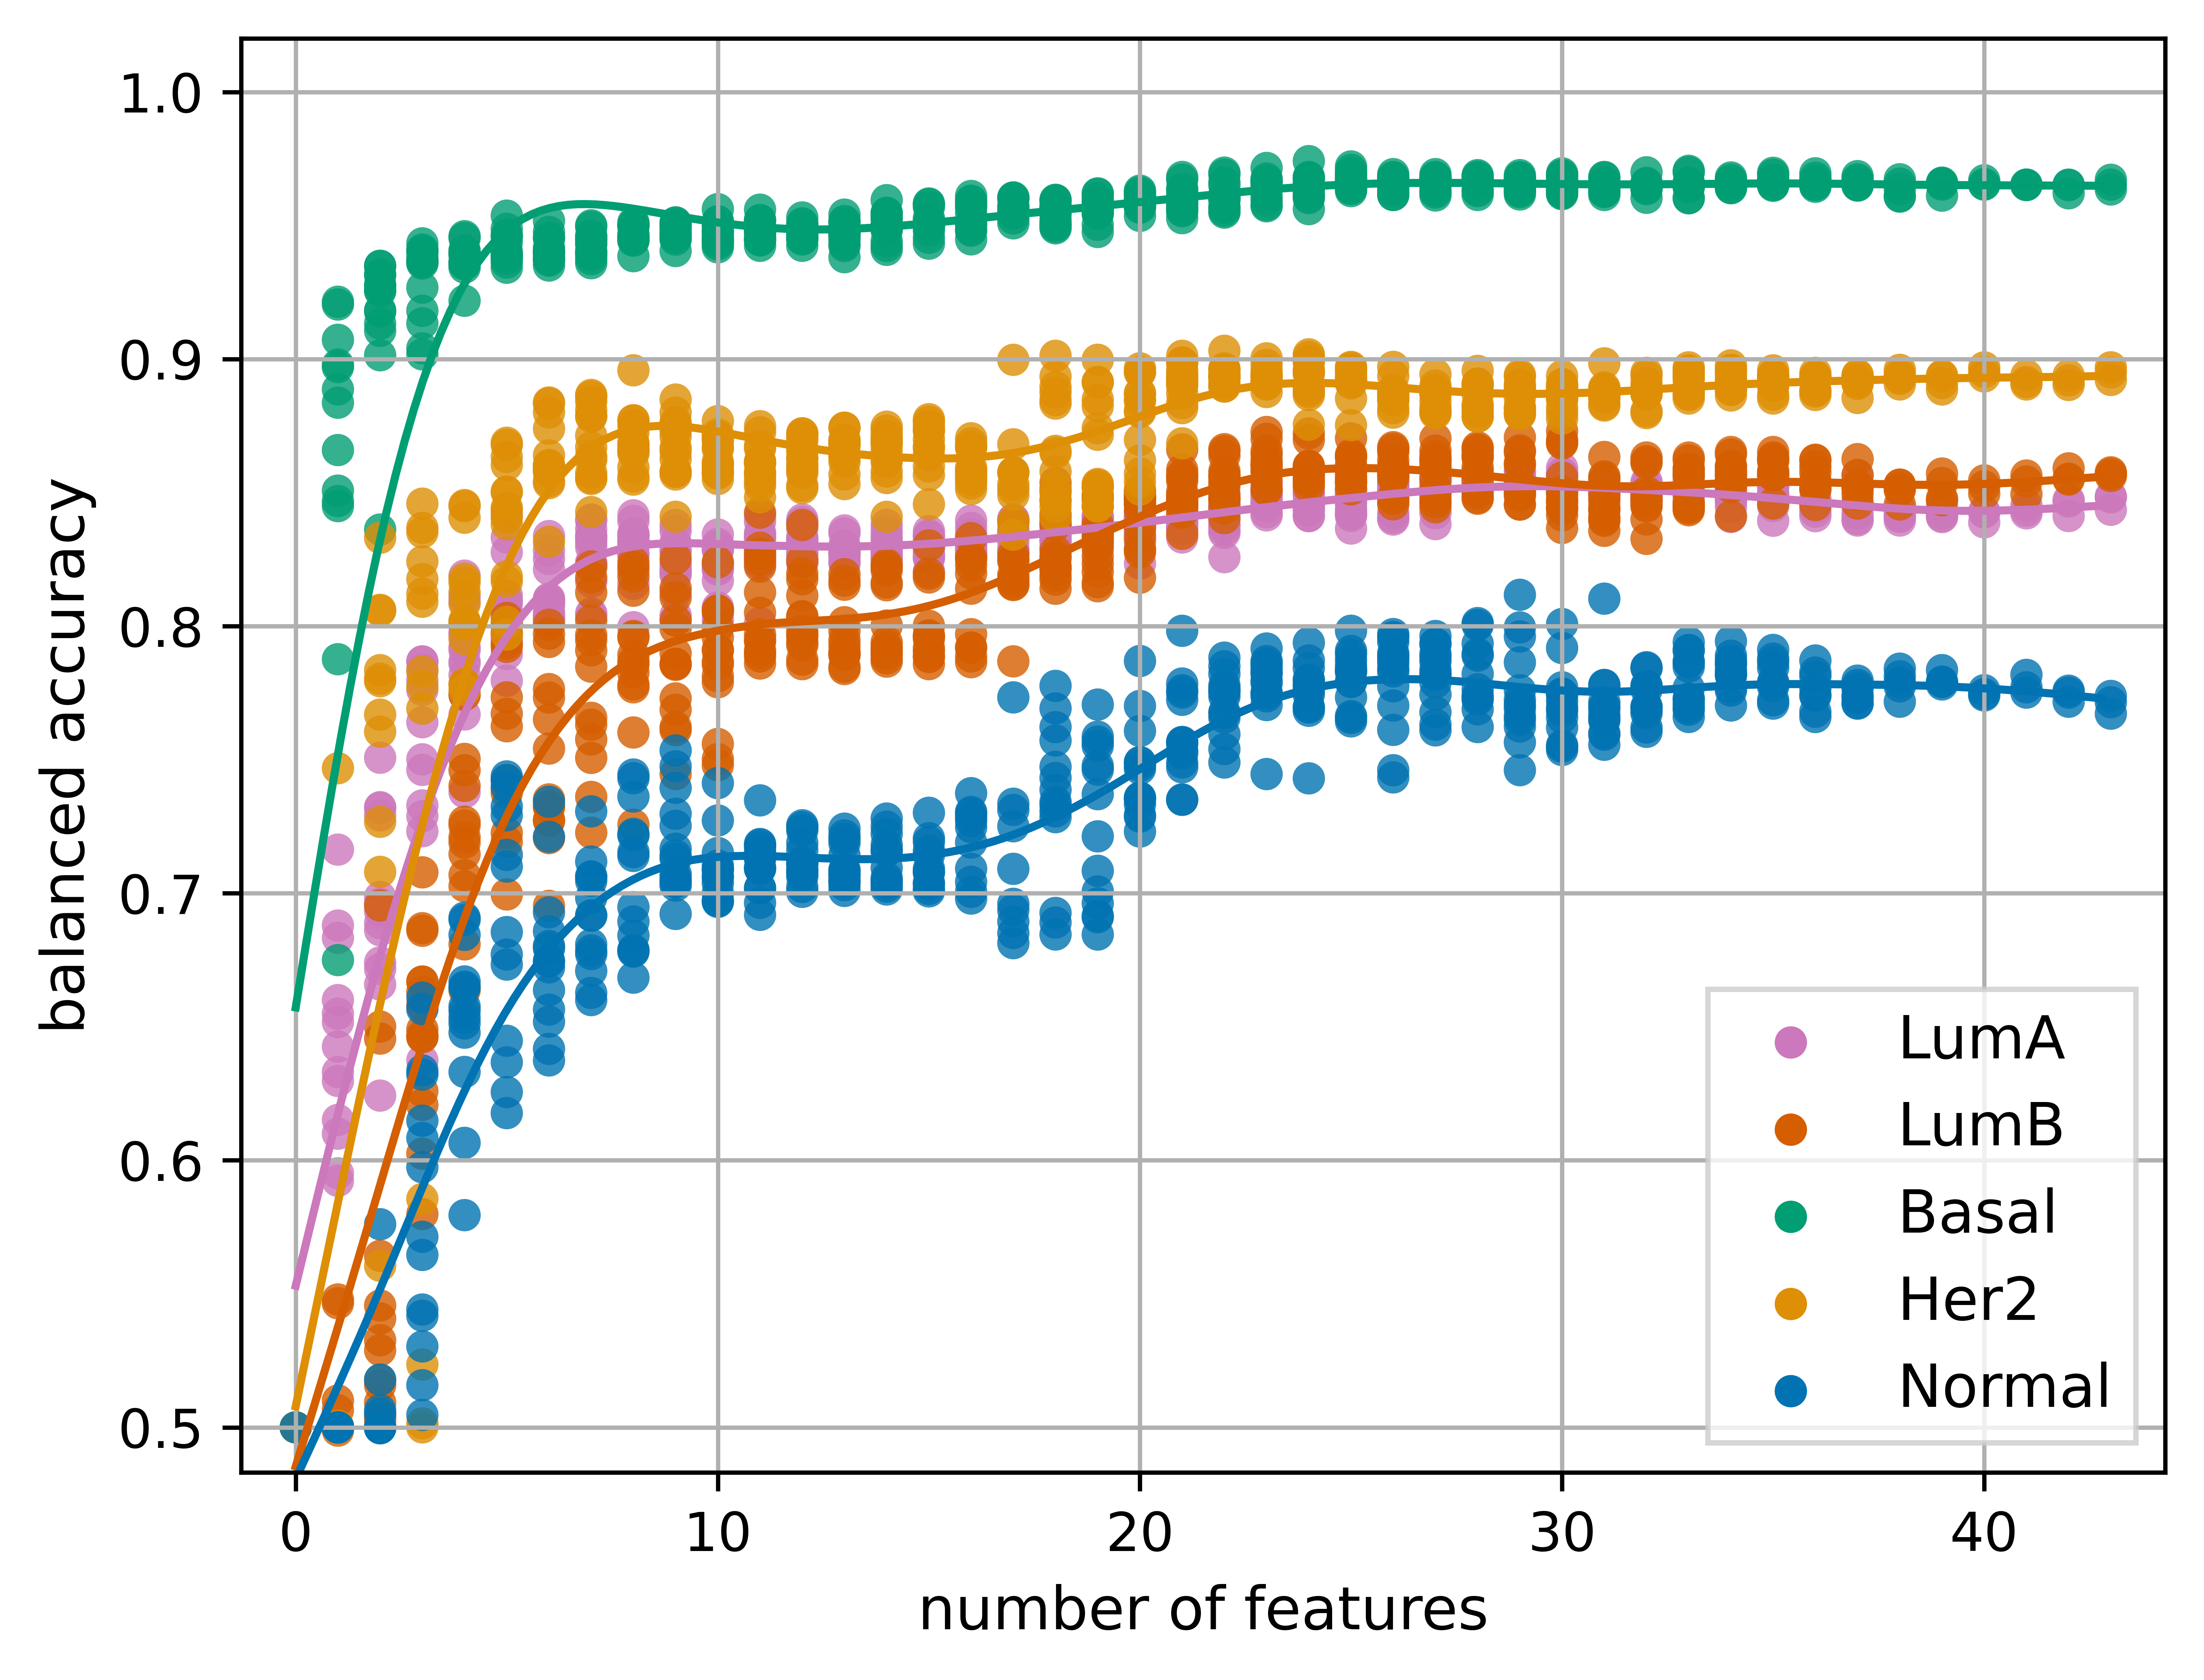 1.0
0.9
0.8
0.7
0.6
0.5
balanced accuracy
0 10 20 30 40
number of features
LumA
LumB
Basal
Her2
Normal